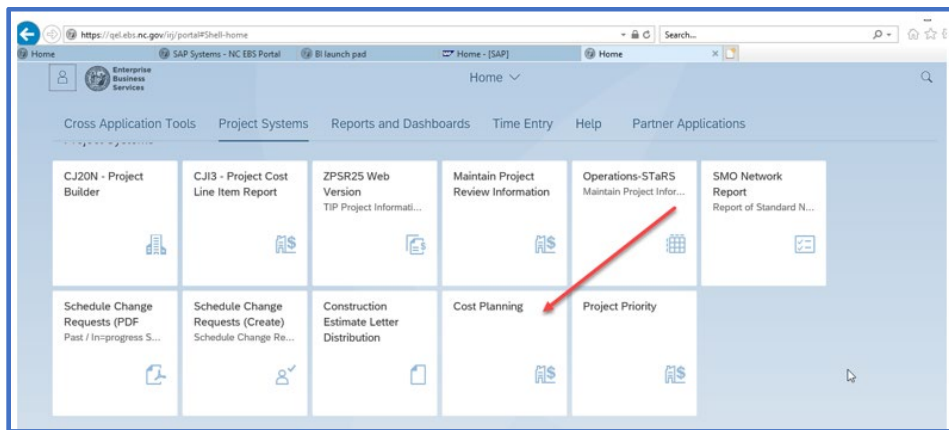 https://qel.ebs.nc.gov/irj/portal#Shell-home
Search...
Home
SAP Systems - NC EBS Portal
BI launch pad
Home - [SAP]
Home
Enterprise
Business
Services
Home
Cross Application Tools
Project Systems
Reports and Dashboards
Time Entry
Help
Partner Applications
Project Systems
CJ20N - Project
Builder
CJI3 - Project Cost
Line Item Report
ZPSR25 Web
Version
TIP Project Informati...
Maintain Project
Review Information
Operations-STaRS
Maintain Project Infor...
SMO Network
Report
Report of Standard N...
Schedule Change
Requests (PDF
Past / In=progress S...
Schedule Change
Requests (Create)
Schedule Change Re...
Construction
Estimate Letter
Distribution
Cost Planning
Project Priority